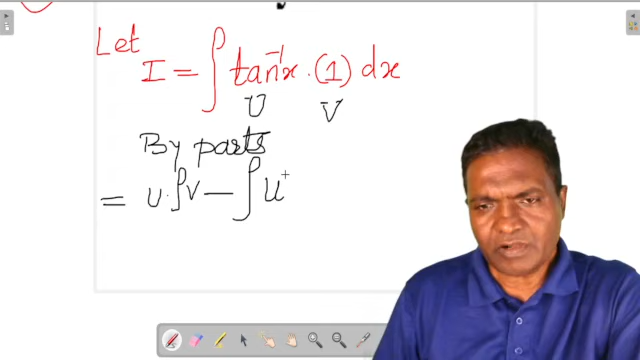 Let
I = ∫ tan⁻¹x · (1) dx
U V
By parts
= U · ∫V — ∫ U